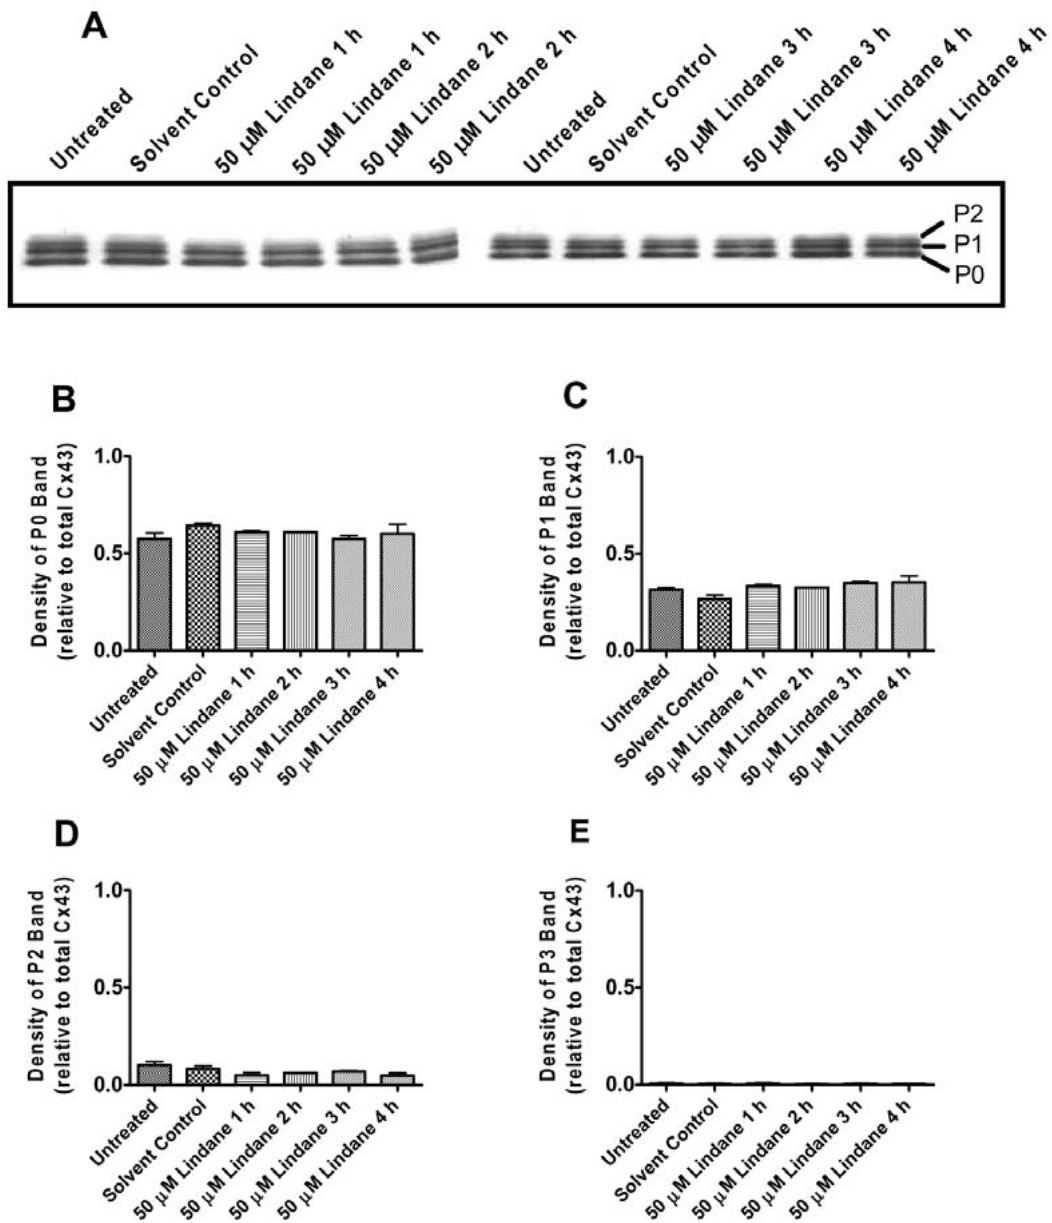 A
Untreated
Solvent Control
50 µM Lindane 1 h
50 µM Lindane 1 h
50 µM Lindane 2 h
50 µM Lindane 2 h
Untreated
Solvent Control
50 µM Lindane 3 h
50 µM Lindane 3 h
50 µM Lindane 4 h
50 µM Lindane 4 h
P2
P1
P0
B
Density of P0 Band
(relative to total Cx43)
1.0
0.5
0.0
Untreated
Solvent Control
50 µM Lindane 1 h
50 µM Lindane 2 h
50 µM Lindane 3 h
50 µM Lindane 4 h
C
Density of P1 Band
(relative to total Cx43)
1.0
0.5
0.0
Untreated
Solvent Control
50 µM Lindane 1 h
50 µM Lindane 2 h
50 µM Lindane 3 h
50 µM Lindane 4 h
D
Density of P2 Band
(relative to total Cx43)
1.0
0.5
0.0
Untreated
Solvent Control
50 µM Lindane 1 h
50 µM Lindane 2 h
50 µM Lindane 3 h
50 µM Lindane 4 h
E
Density of P3 Band
(relative to total Cx43)
1.0
0.5
0.0
Untreated
Solvent Control
50 µM Lindane 1 h
50 µM Lindane 2 h
50 µM Lindane 3 h
50 µM Lindane 4 h